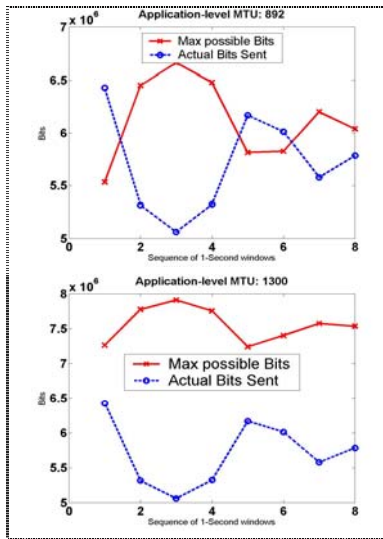 Application-level MTU: 892
7 x 10^6
Max possible Bits
Actual Bits Sent
6.5
6
5.5
5
Bits
0 2 4 6 8
Sequence of 1-Second windows
Application-level MTU: 1300
8 x 10^6
7.5
7
6.5
6
5.5
5
Max possible Bits
Actual Bits Sent
Bits
0 2 4 6 8
Sequence of 1-Second windows